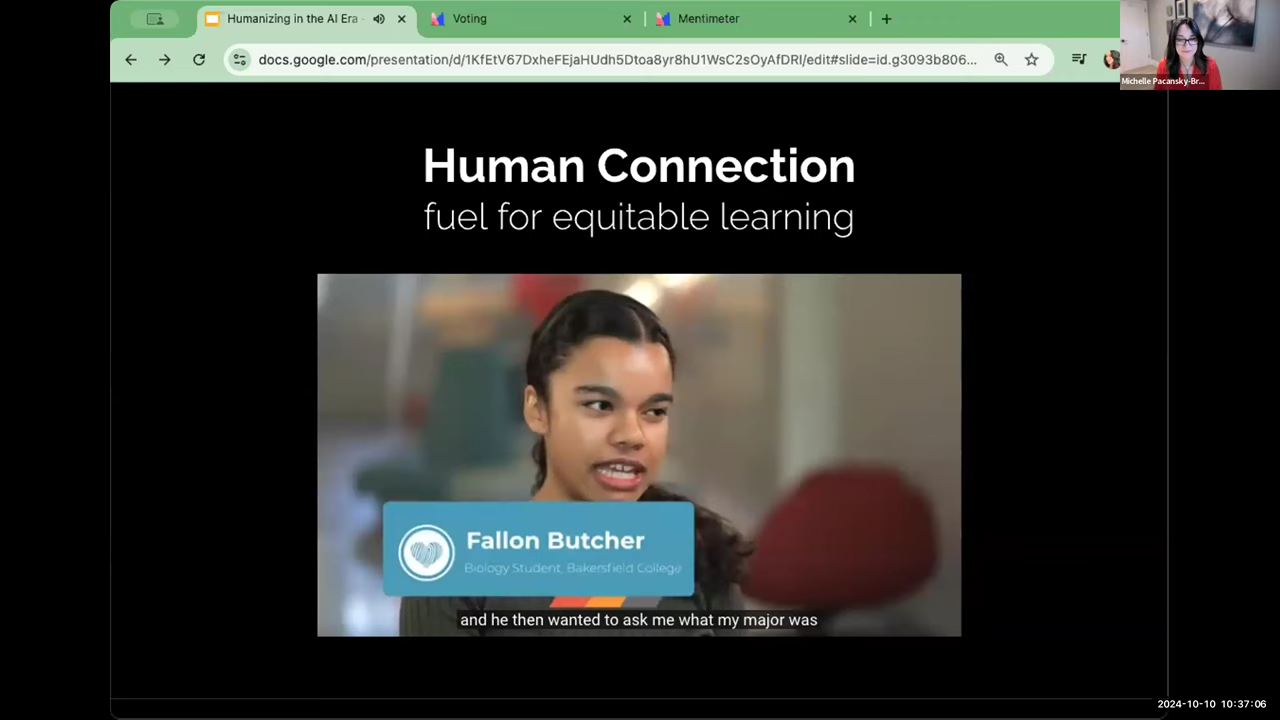 Humanizing in the AI Era -
Voting
Mentimeter
docs.google.com/presentation/d/1KfEtV67DxheFEjaHUdh5Dtoa8yr8hU1WsC2sOyAfDRI/edit#slide=id.g3093b806...
Michelle Pacansky-Br...
Human Connection
fuel for equitable learning
Fallon Butcher
Biology Student, Bakersfield College
and he then wanted to ask me what my major was
2024-10-10 10:37:06